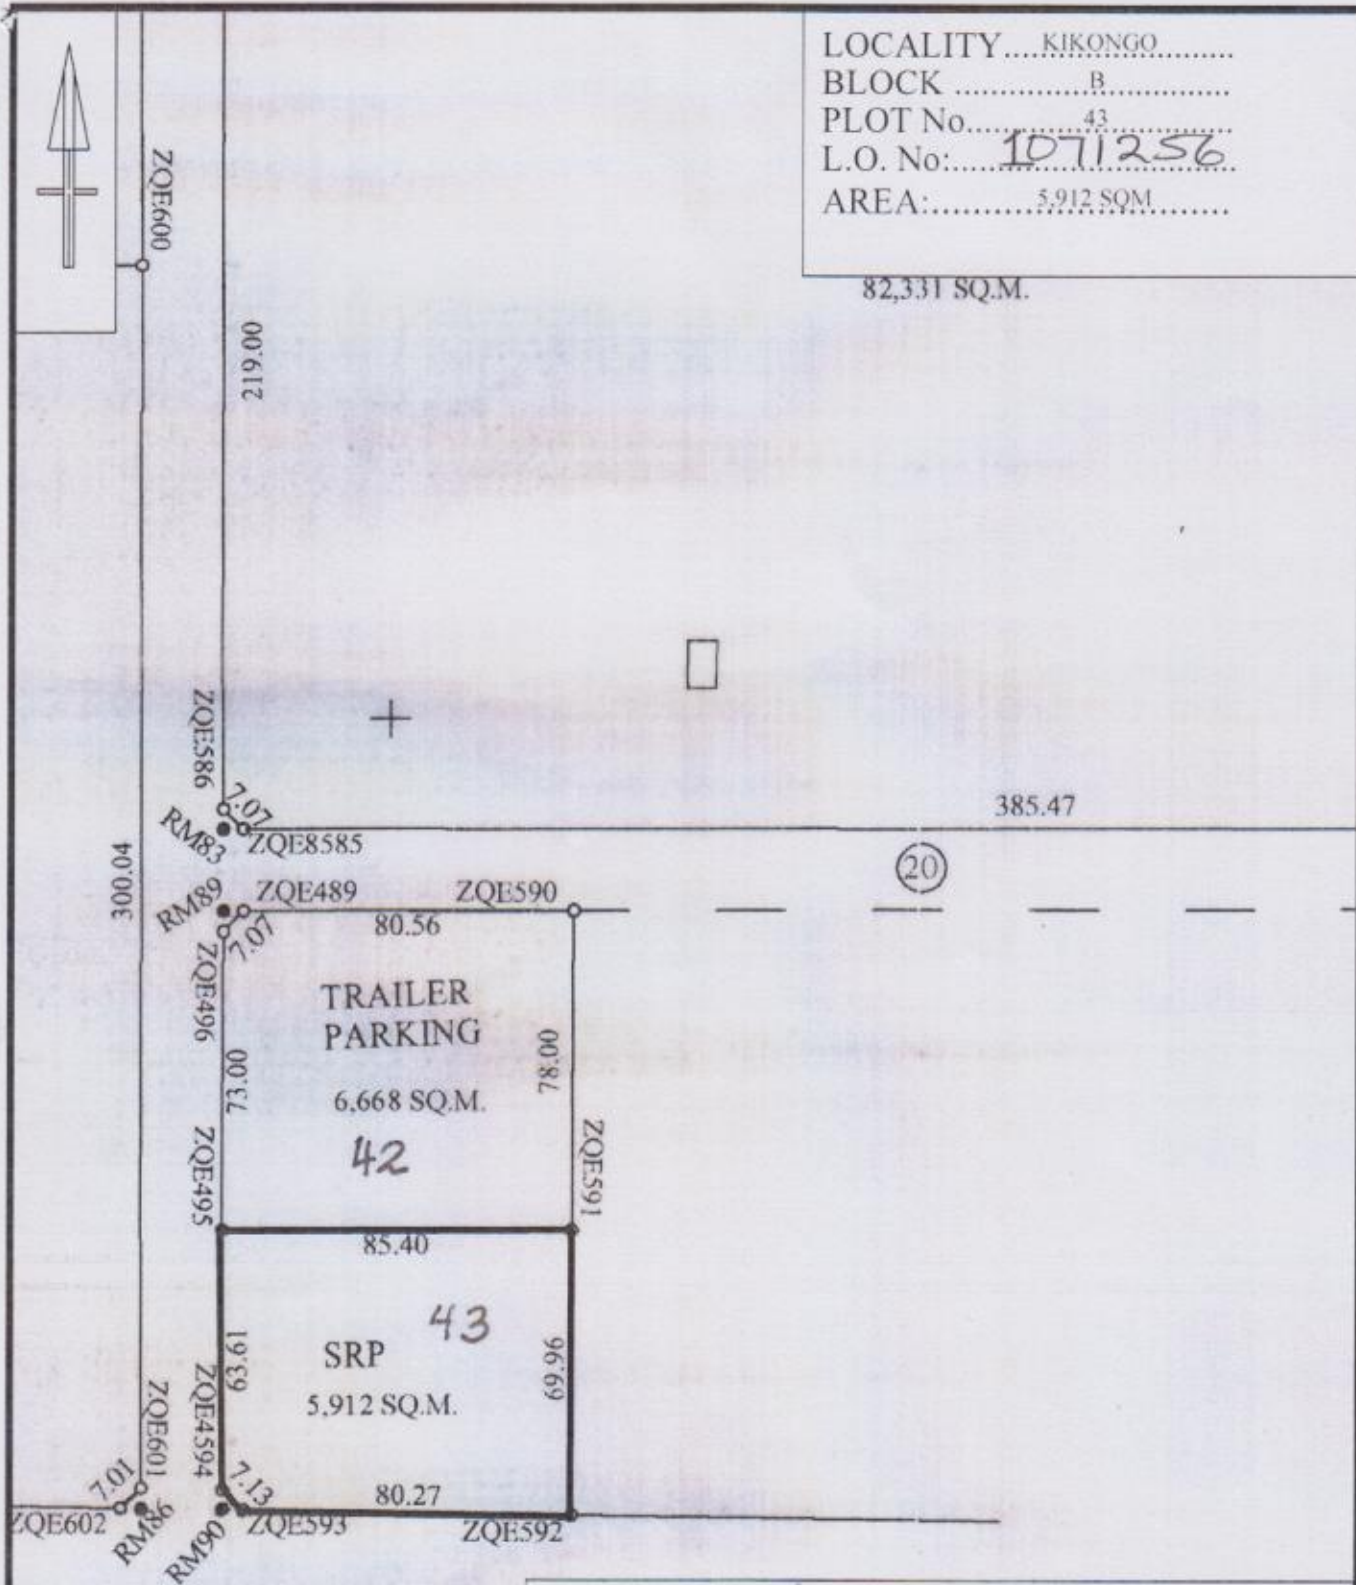 LOCALITY....KIKONGO..........
BLOCK ..............B..............
PLOT No............43............
L.O. No:....1071256
AREA:...........5,912 SQM..........
82,331 SQ.M.
ZQE600
219.00
ZQE586
7.07
RM83
ZQE8585
385.47
20
300.04
RM89
ZQE489
ZQE590
7.07
80.56
ZQE496
TRAILER
PARKING
73.00
78.00
6,668 SQ.M.
42
ZQE495
ZQE591
85.40
43
63.61
SRP
69.96
5,912 SQ.M.
ZQE4594
ZQE601
7.01
7.13
80.27
ZQE602
RM86
RM90
ZQE593
ZQE592